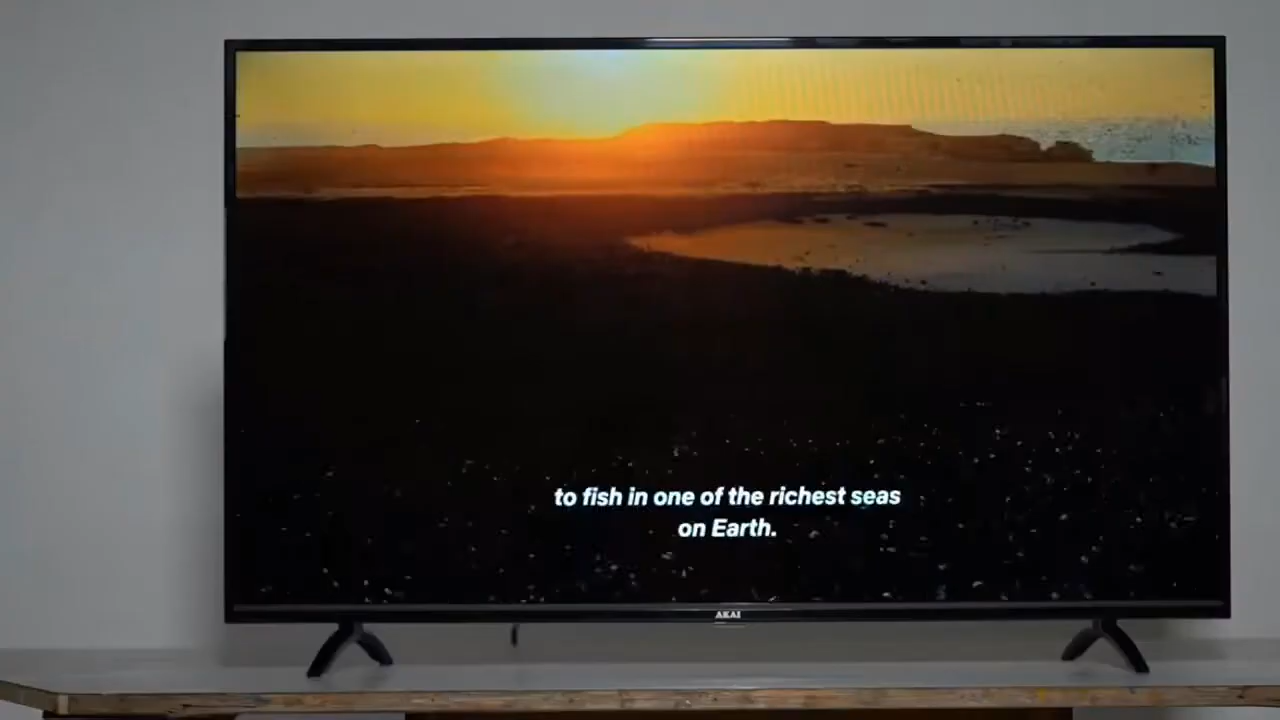 to fish in one of the richest seas
on Earth.
AKAI